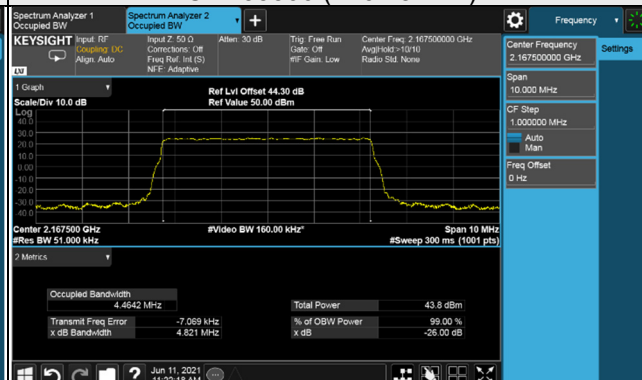 Spectrum Analyzer 1
Occupied BW
Spectrum Analyzer 2
Occupied BW
Frequency
KEYSIGHT
Input: RF
Coupling: DC
Align: Auto
Input Z: 50 Ω
Corrections: Off
Freq Ref: Int (S)
NFE: Adaptive
Atten: 30 dB
Trig: Free Run
Gate: Off
#IF Gain: Low
Center Freq: 2.167500000 GHz
Avg|Hold:>10/10
Radio Std: None
Center Frequency
2.167500000 GHz
Settings
Span
10.000 MHz
CF Step
1.000000 MHz
Auto
Man
Freq Offset
0 Hz
1 Graph
Scale/Div 10.0 dB
Ref Lvl Offset 44.30 dB
Ref Value 50.00 dBm
Log
40.0
30.0
20.0
10.0
0.00
-10.0
-20.0
-30.0
-40.0
Center 2.167500 GHz
#Res BW 51.000 kHz
#Video BW 160.00 kHz*
Span 10 MHz
#Sweep 300 ms (1001 pts)
2 Metrics
Occupied Bandwidth
4.4642 MHz
Total Power 43.8 dBm
Transmit Freq Error -7.069 kHz
% of OBW Power 99.00 %
x dB Bandwidth 4.821 MHz
x dB -26.00 dB
Jun 11, 2021